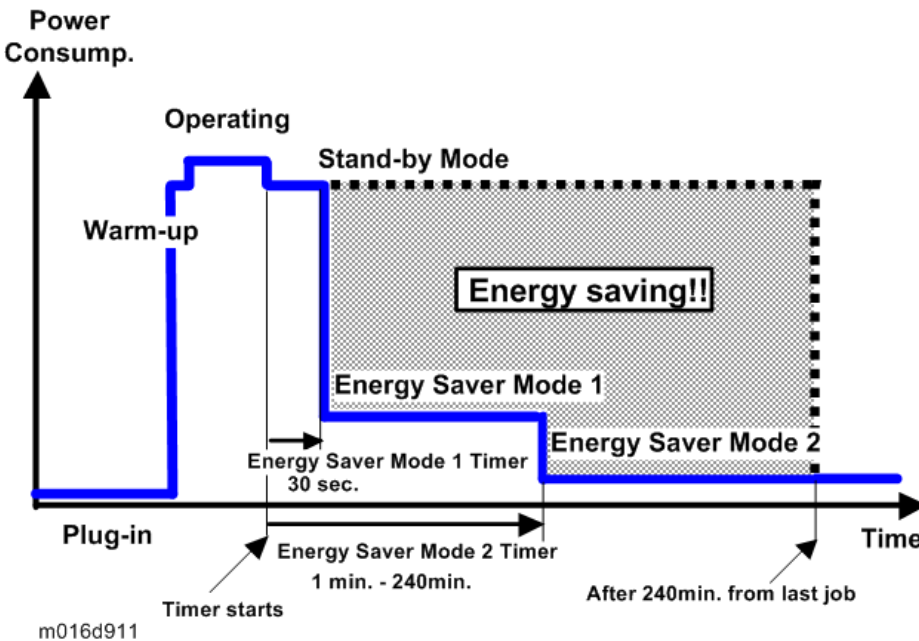 Power
Consump.
Operating
Stand-by Mode
Warm-up
Energy saving!!
Energy Saver Mode 1
Energy Saver Mode 2
Energy Saver Mode 1 Timer
30 sec.
Plug-in
Time
Energy Saver Mode 2 Timer
1 min. - 240min.
After 240min. from last job
Timer starts
m016d911